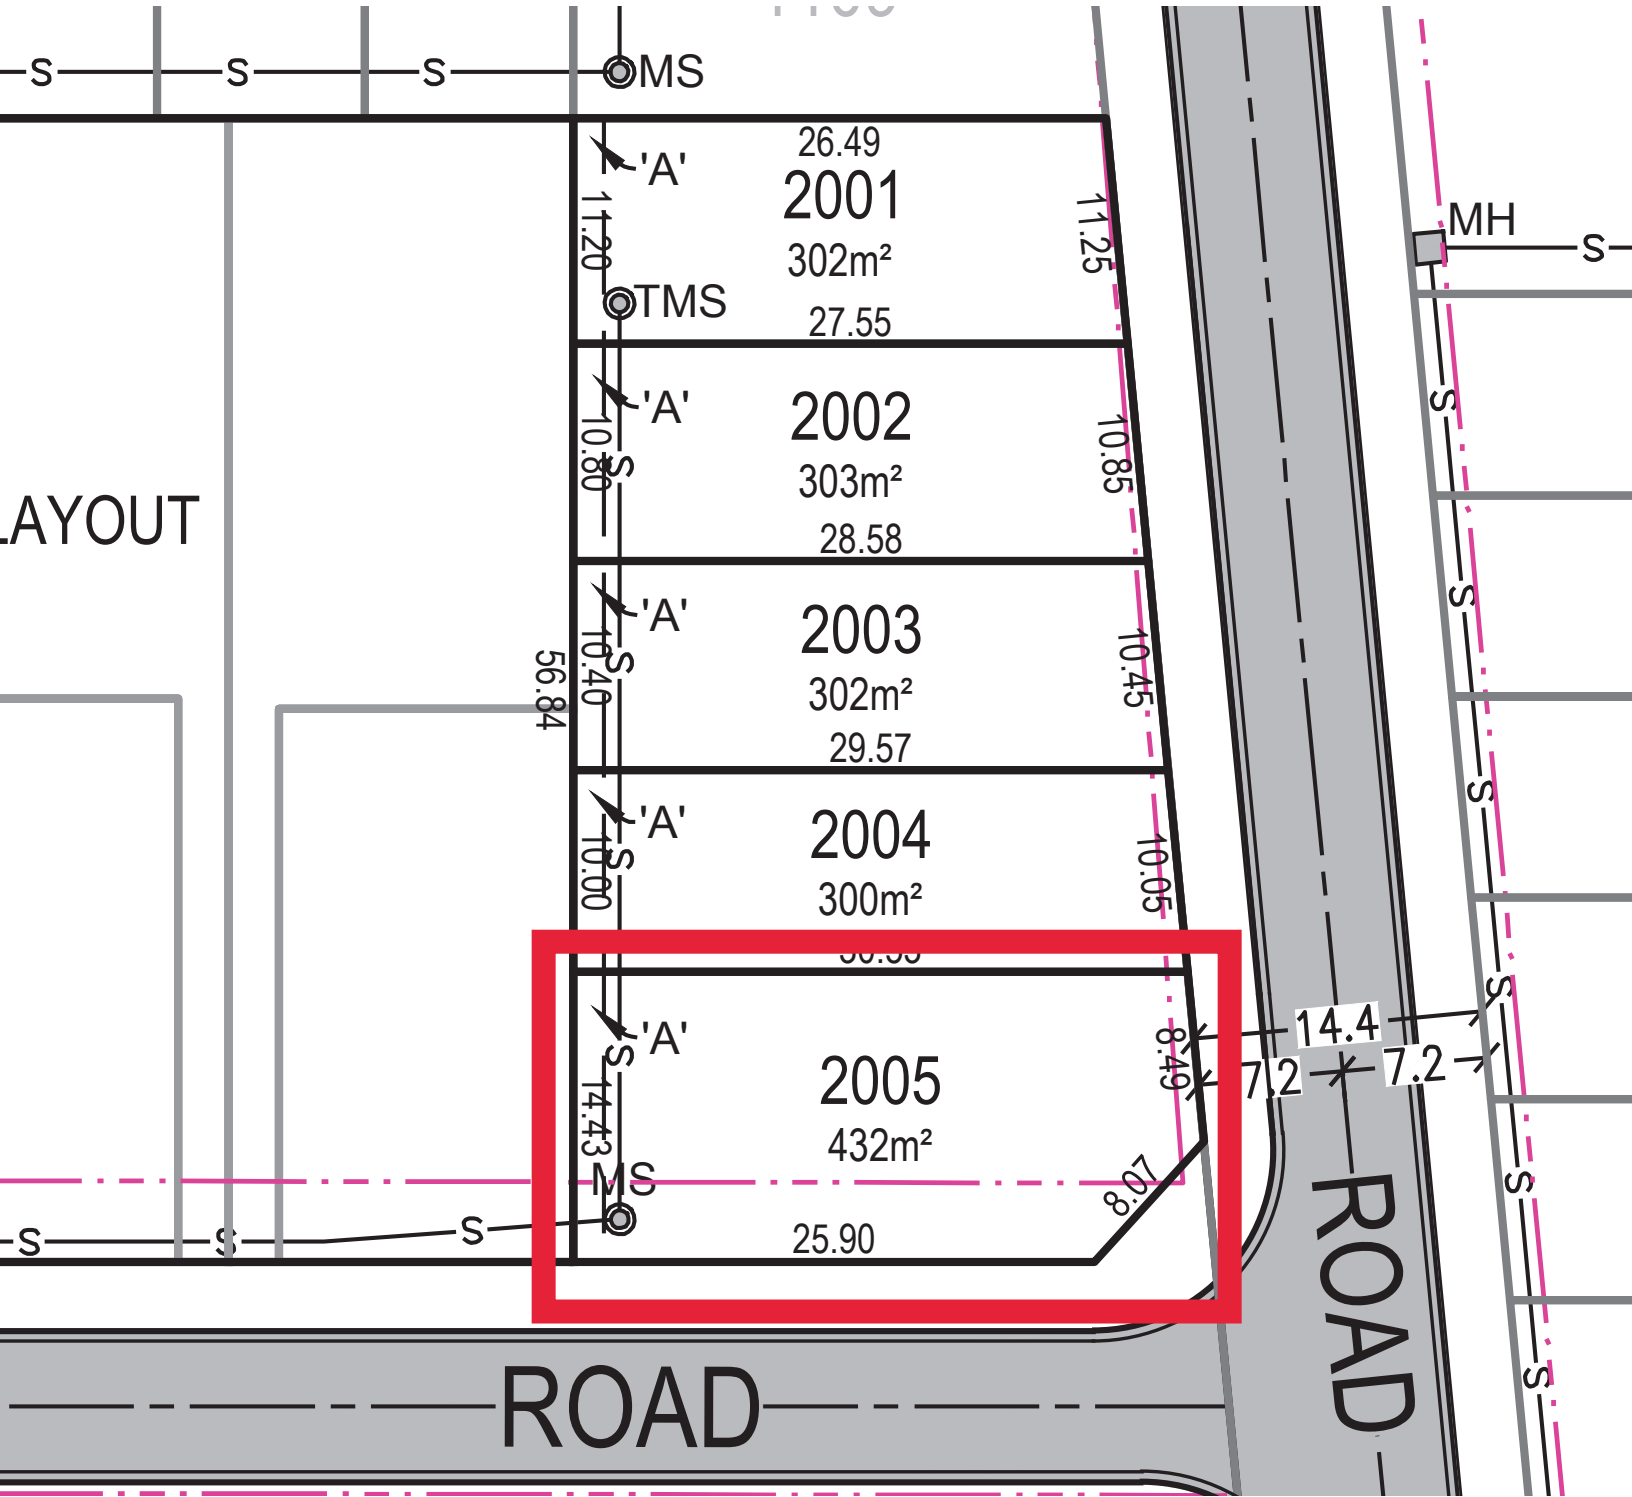 S
S
S
MS
26.49
'A'
2001
11.20
11.25
302m²
MH
S
TMS
27.55
'A'
2002
10.80
S
10.85
303m²
S
LAYOUT
28.58
'A'
2003
10.40
S
10.45
S
56.84
302m²
29.57
'A'
2004
10.00
S
10.05
S
300m²
'A'
S
2005
14.43
8.49
14.4
7.2
7.2
S
432m²
MS
8.07
S
S
S
S
25.90
S
ROAD
ROAD
S